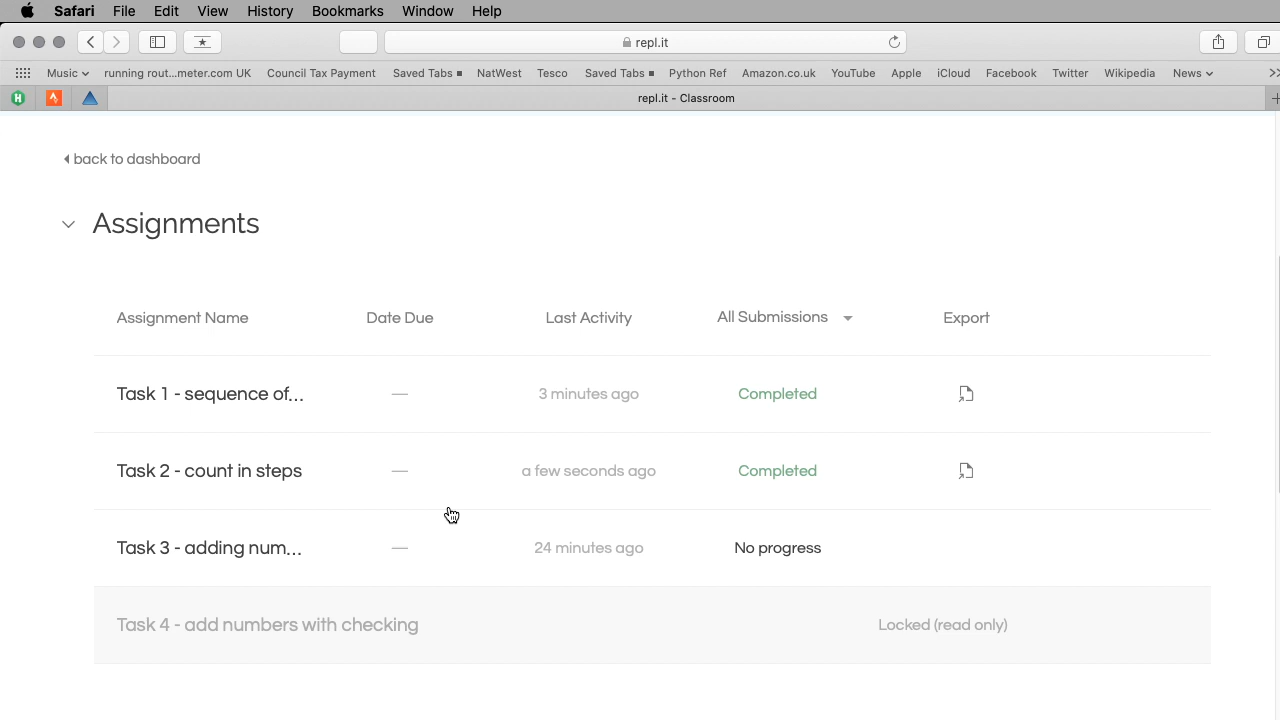 Safari File Edit View History Bookmarks Window Help
repl.it
Music running rout...meter.com UK Council Tax Payment Saved Tabs NatWest Tesco Saved Tabs Python Ref Amazon.co.uk YouTube Apple iCloud Facebook Twitter Wikipedia News
H repl.it - Classroom
back to dashboard
Assignments
Assignment Name Date Due Last Activity All Submissions Export
Task 1 - sequence of... — 3 minutes ago Completed
Task 2 - count in steps — a few seconds ago Completed
Task 3 - adding num... — 24 minutes ago No progress
Task 4 - add numbers with checking Locked (read only)